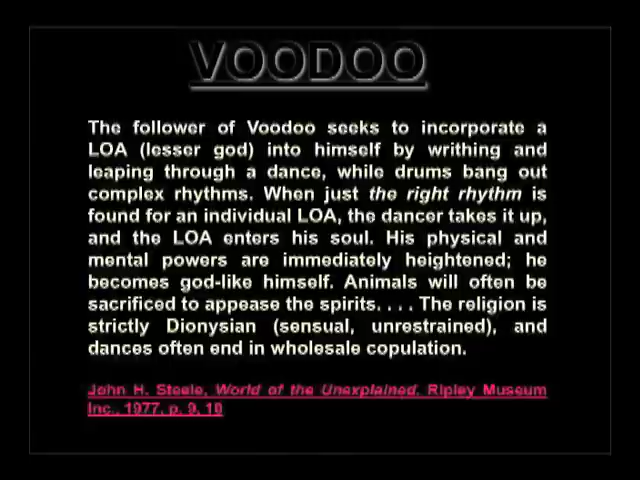 VOODOO
The follower of Voodoo seeks to incorporate a
LOA (lesser god) into himself by writhing and
leaping through a dance, while drums bang out
complex rhythms. When just the right rhythm is
found for an individual LOA, the dancer takes it up,
and the LOA enters his soul. His physical and
mental powers are immediately heightened; he
becomes god-like himself. Animals will often be
sacrificed to appease the spirits. . . . The religion is
strictly Dionysian (sensual, unrestrained), and
dances often end in wholesale copulation.
John H. Steele, World of the Unexplained, Ripley Museum
Inc., 1977, p. 9, 10